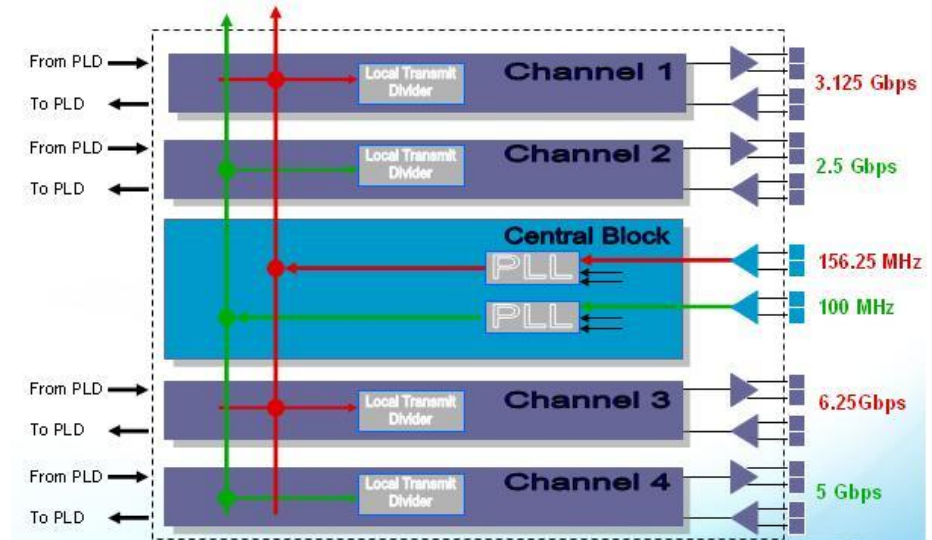 From PLD
To PLD
Local Transmit
Divider
Channel 1
3.125 Gbps
From PLD
To PLD
Local Transmit
Divider
Channel 2
2.5 Gbps
Central Block
PLL
156.25 MHz
PLL
100 MHz
From PLD
To PLD
Local Transmit
Divider
Channel 3
6.25Gbps
From PLD
To PLD
Local Transmit
Divider
Channel 4
5 Gbps